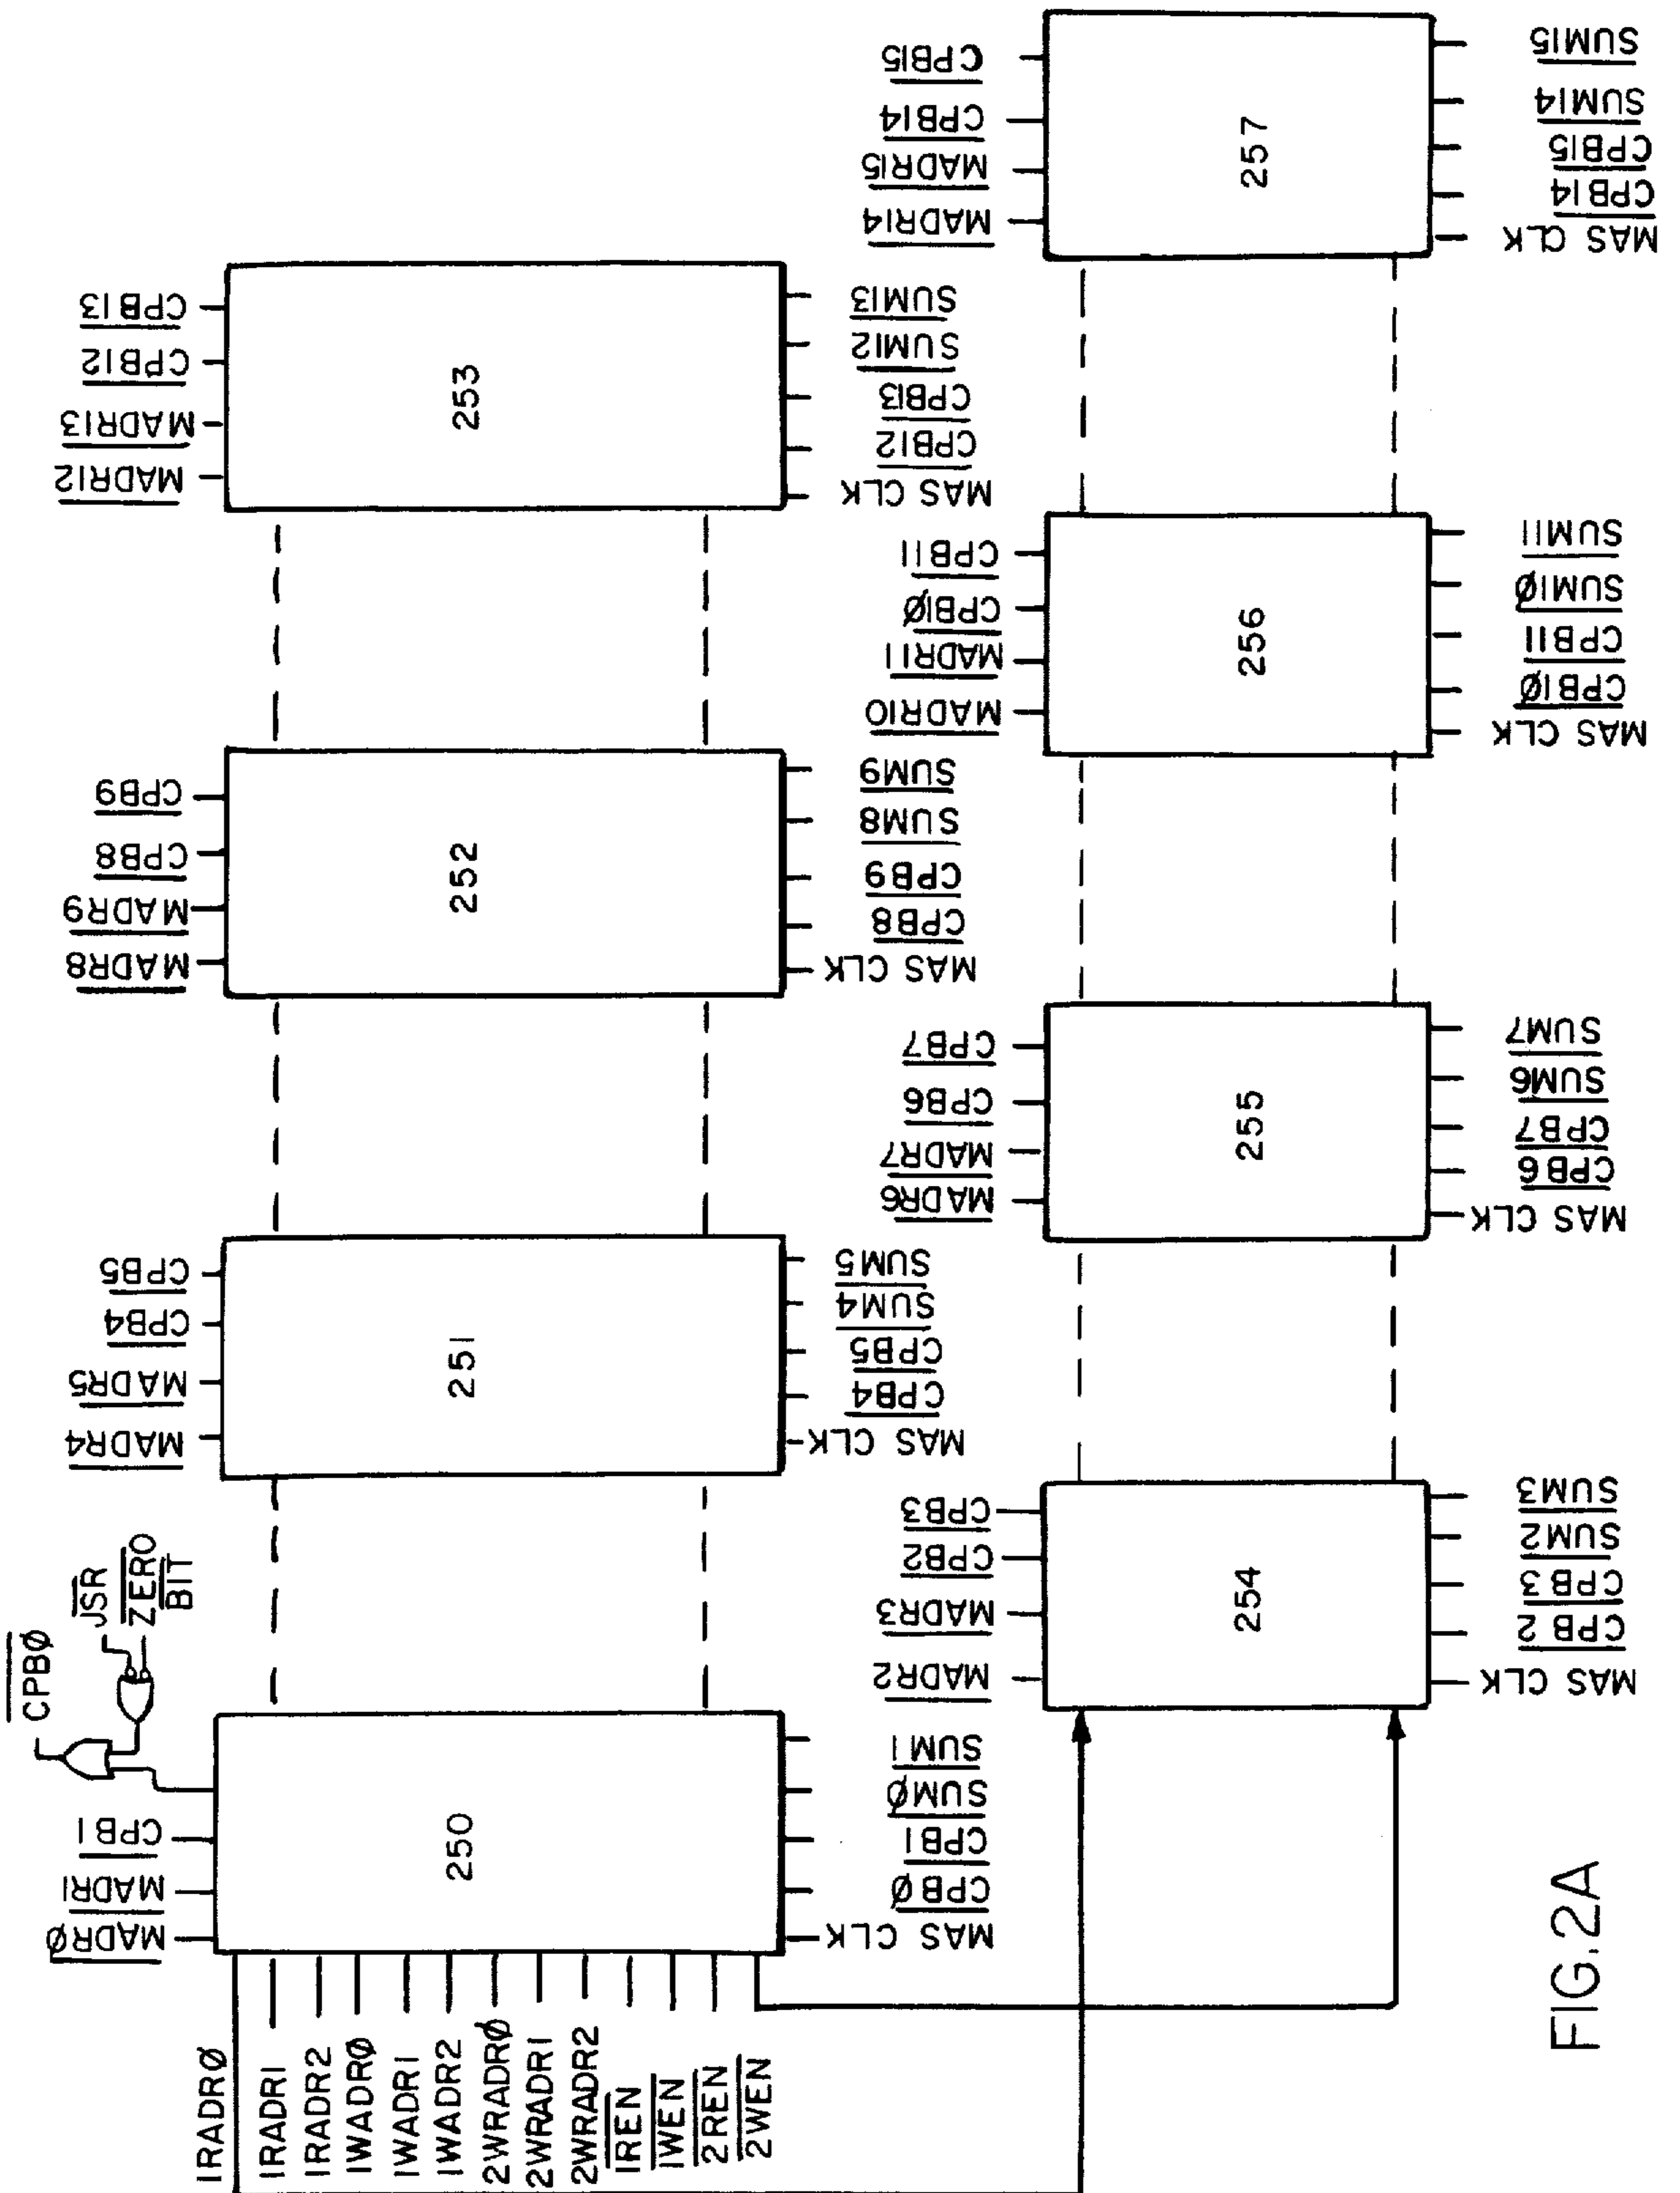 CPBØ
JSR
ZERO
BIT
MADRØ
MADR1
CPB1
1RADRØ
1RADR1
1RADR2
1WADRØ
1WADR1
1WADR2
2WRADRØ
2WRADR1
2WRADR2
1REN
1WEN
2REN
2WEN
250
MAS CLK
CPBØ
CPB1
SUMØ
SUM1
MADR4
MADR5
CPB4
CPB5
251
MAS CLK
CPB4
CPB5
SUM4
SUM5
MADR8
MADR9
CPB8
CPB9
252
MAS CLK
CPB8
CPB9
SUM8
SUM9
MADR12
MADR13
CPB12
CPB13
253
MAS CLK
CPB12
CPB13
SUM12
SUM13
MADR2
MADR3
CPB2
CPB3
254
MAS CLK
CPB2
CPB3
SUM2
SUM3
MADR6
MADR7
CPB6
CPB7
255
MAS CLK
CPB6
CPB7
SUM6
SUM7
MADR10
MADR11
CPB1Ø
CPB11
256
MAS CLK
CPB1Ø
CPB11
SUM1Ø
SUM11
MADR14
MADR15
CPB14
CPB15
257
MAS CLK
CPB14
CPB15
SUM14
SUM15
FIG.2A